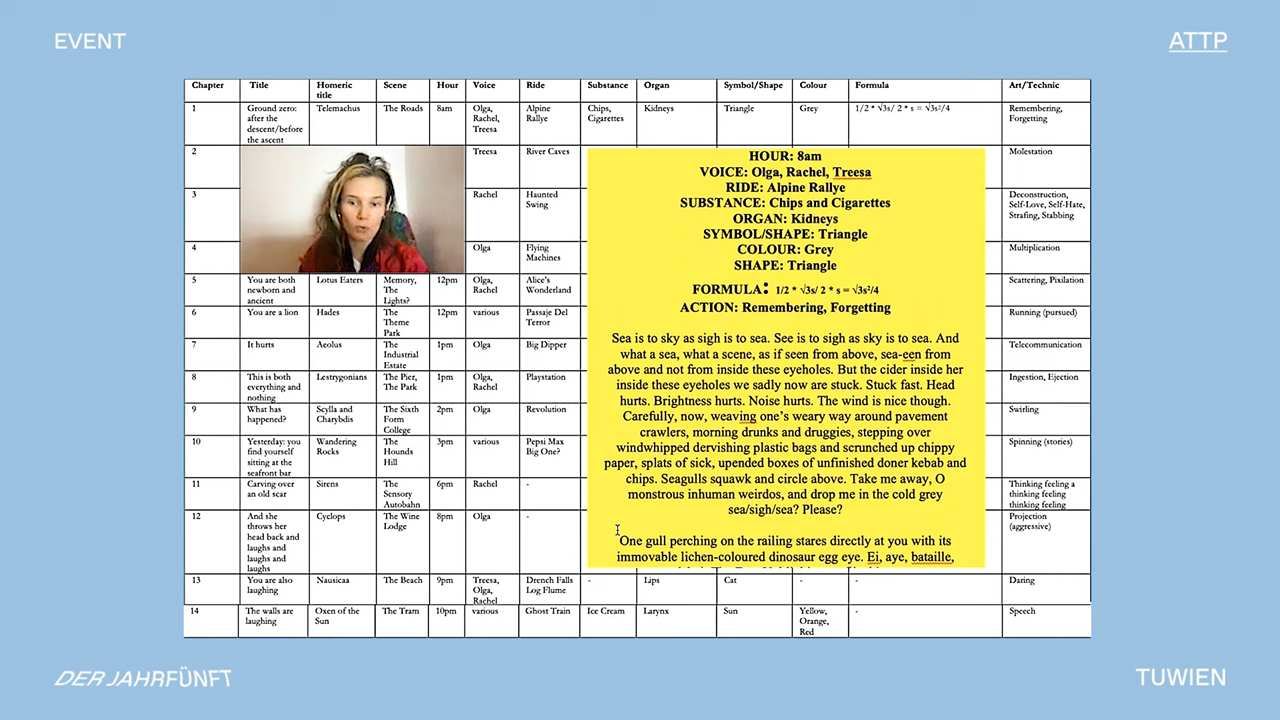 EVENT
ATTP
Chapter Title Homeric title Scene Hour Voice Ride Substance Organ Symbol/Shape Colour Formula Art/Technic
1 Ground zero: after the descent/before the ascent Telemachus The Roads 8am Olga, Rachel, Treesa Alpine Rallye Chips, Cigarettes Kidneys Triangle Grey 1/2 * √3s/ 2 * s = √3s²/4 Remembering, Forgetting
2 Treesa River Caves Molestation
3 Rachel Haunted Swing Deconstruction, Self-Love, Self-Hate, Strafing, Stabbing
4 Olga Flying Machines Multiplication
5 You are both newborn and ancient Lotus Eaters Memory, The Lights? 12pm Olga, Rachel Alice's Wonderland Scattering, Pixilation
6 You are a lion Hades The Theme Park 12pm various Passaje Del Terror Running (pursued)
7 It hurts Aeolus The Industrial Estate 1pm Olga Big Dipper Telecommunication
8 This is both everything and nothing Lestrygonians The Pier, The Park 1pm Olga, Rachel Playstation Ingestion, Ejection
9 What has happened? Scylla and Charybdis The Sixth Form College 2pm Olga Revolution Swirling
10 Yesterday: you find yourself sitting at the seafront bar Wandering Rocks The Hounds Hill 3pm various Pepsi Max Big One? Spinning (stories)
11 Carving over an old scar Sirens The Sensory Autobahn 6pm Rachel - Thinking feeling a thinking feeling thinking feeling
12 And she throws her head back and laughs and laughs and laughs Cyclops The Wine Lodge 8pm Olga - Projection (aggressive)
13 You are also laughing Nausicaa The Beach 9pm Treesa, Olga, Rachel Drench Falls Log Flume - Lips Cat - - Daring
14 The walls are laughing Oxen of the Sun The Tram 10pm various Ghost Train Ice Cream Larynx Sun Yellow, Orange, Red - Speech
HOUR: 8am
VOICE: Olga, Rachel, Treesa
RIDE: Alpine Rallye
SUBSTANCE: Chips and Cigarettes
ORGAN: Kidneys
SYMBOL/SHAPE: Triangle
COLOUR: Grey
SHAPE: Triangle
FORMULA: 1/2 * √3s/ 2 * s = √3s²/4
ACTION: Remembering, Forgetting
Sea is to sky as sigh is to sea. See is to sigh as sky is to sea. And
what a sea, what a scene, as if seen from above, sea-een from
above and not from inside these eyeholes. But the cider inside her
inside these eyeholes we sadly now are stuck. Stuck fast. Head
hurts. Brightness hurts. Noise hurts. The wind is nice though.
Carefully, now, weaving one's weary way around pavement
crawlers, morning drunks and druggies, stepping over
windwhipped dervishing plastic bags and scrunched up chippy
paper, splats of sick, upended boxes of unfinished doner kebab and
chips. Seagulls squawk and circle above. Take me away, O
monstrous inhuman weirdos, and drop me in the cold grey
sea/sigh/sea? Please?
One gull perching on the railing stares directly at you with its
immovable lichen-coloured dinosaur egg eye. Ei, aye, bataille,
DER JAHRFÜNFT
TUWIEN